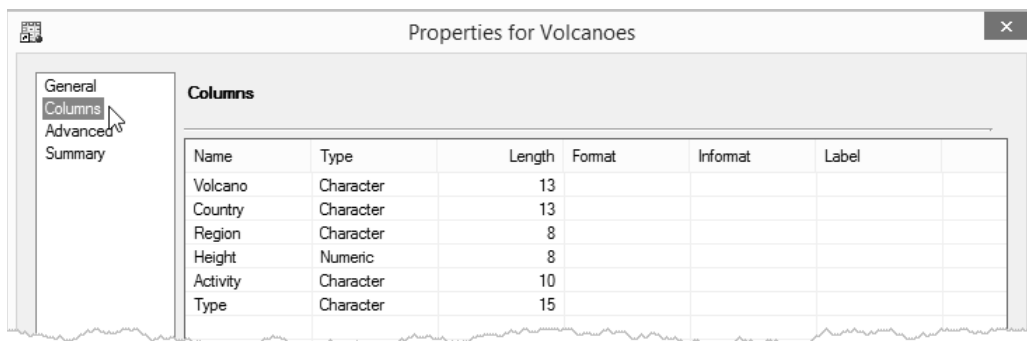 Properties for Volcanoes
×
General
Columns
Advanced
Summary
Columns
Name Type Length Format Informat Label
Volcano Character 13
Country Character 13
Region Character 8
Height Numeric 8
Activity Character 10
Type Character 15